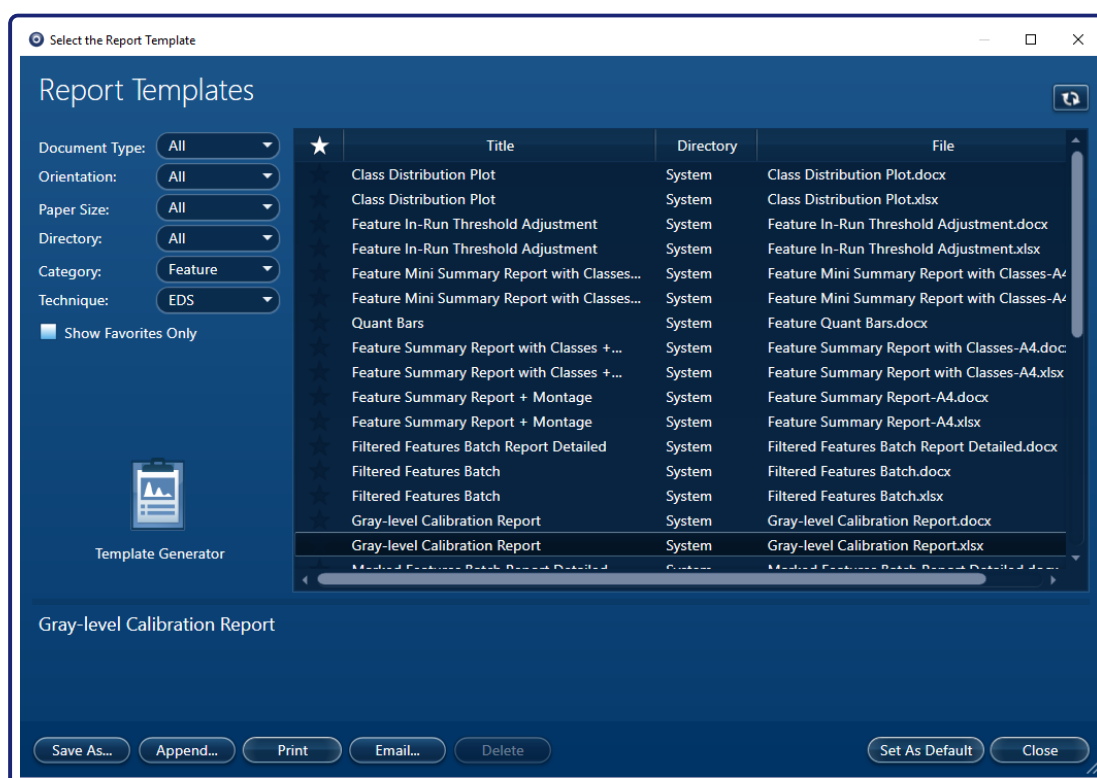 Select the Report Template
Report Templates
Document Type: All
Orientation: All
Paper Size: All
Directory: All
Category: Feature
Technique: EDS
Show Favorites Only
Template Generator
Title Directory File
Class Distribution Plot System Class Distribution Plot.docx
Class Distribution Plot System Class Distribution Plot.xlsx
Feature In-Run Threshold Adjustment System Feature In-Run Threshold Adjustment.docx
Feature In-Run Threshold Adjustment System Feature In-Run Threshold Adjustment.xlsx
Feature Mini Summary Report with Classes... System Feature Mini Summary Report with Classes-A4
Feature Mini Summary Report with Classes... System Feature Mini Summary Report with Classes-A4
Quant Bars System Feature Quant Bars.docx
Feature Summary Report with Classes +... System Feature Summary Report with Classes-A4.doc
Feature Summary Report with Classes +... System Feature Summary Report with Classes-A4.xlsx
Feature Summary Report + Montage System Feature Summary Report-A4.docx
Feature Summary Report + Montage System Feature Summary Report-A4.xlsx
Filtered Features Batch Report Detailed System Filtered Features Batch Report Detailed.docx
Filtered Features Batch System Filtered Features Batch.docx
Filtered Features Batch System Filtered Features Batch.xlsx
Gray-level Calibration Report System Gray-level Calibration Report.docx
Gray-level Calibration Report System Gray-level Calibration Report.xlsx
Gray-level Calibration Report
Save As... Append... Print Email... Delete Set As Default Close